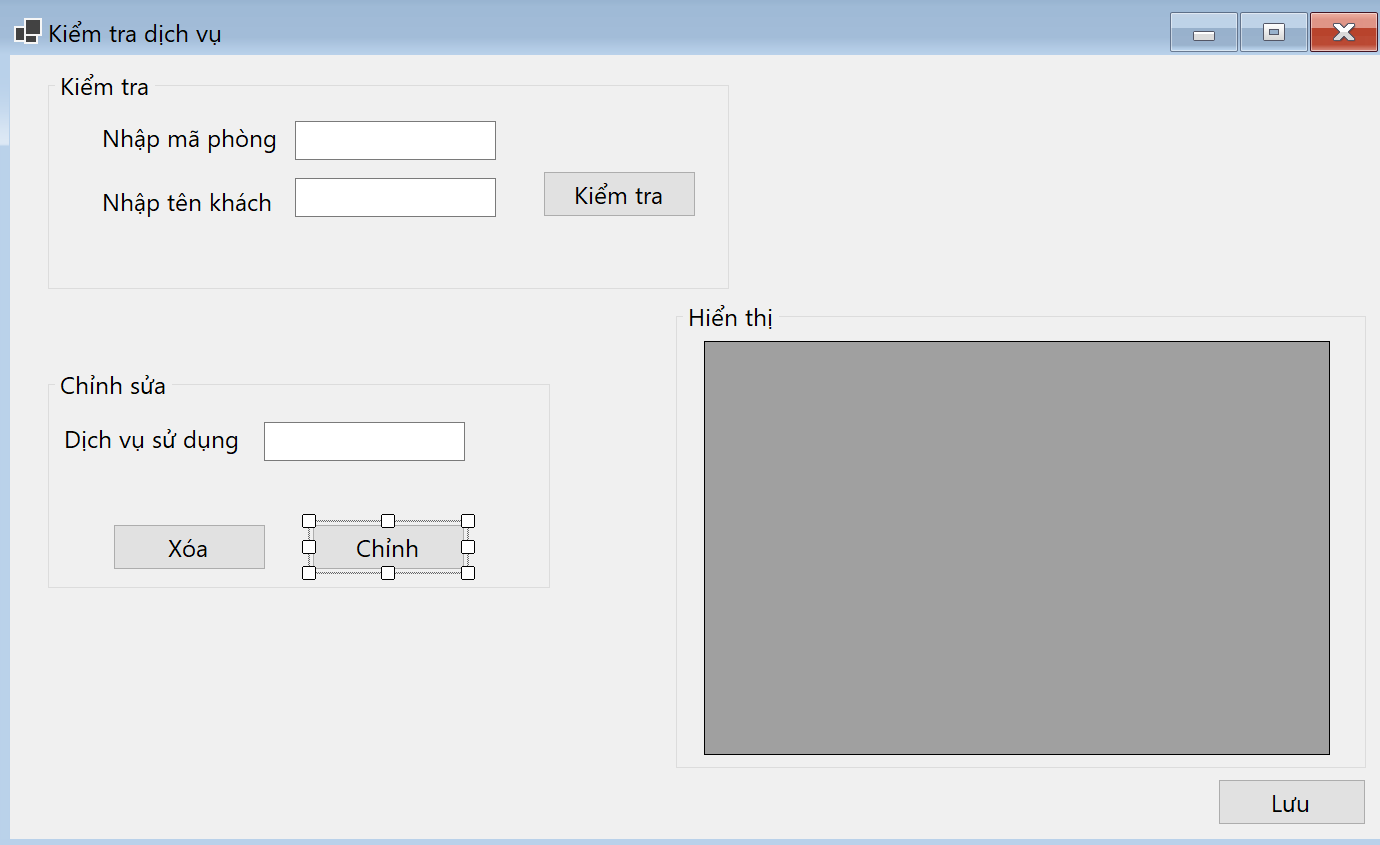 Kiểm tra dịch vụ
Kiểm tra
Nhập mã phòng
Nhập tên khách
Kiểm tra
Hiển thị
Chỉnh sửa
Dịch vụ sử dụng
Xóa
Chỉnh
Lưu